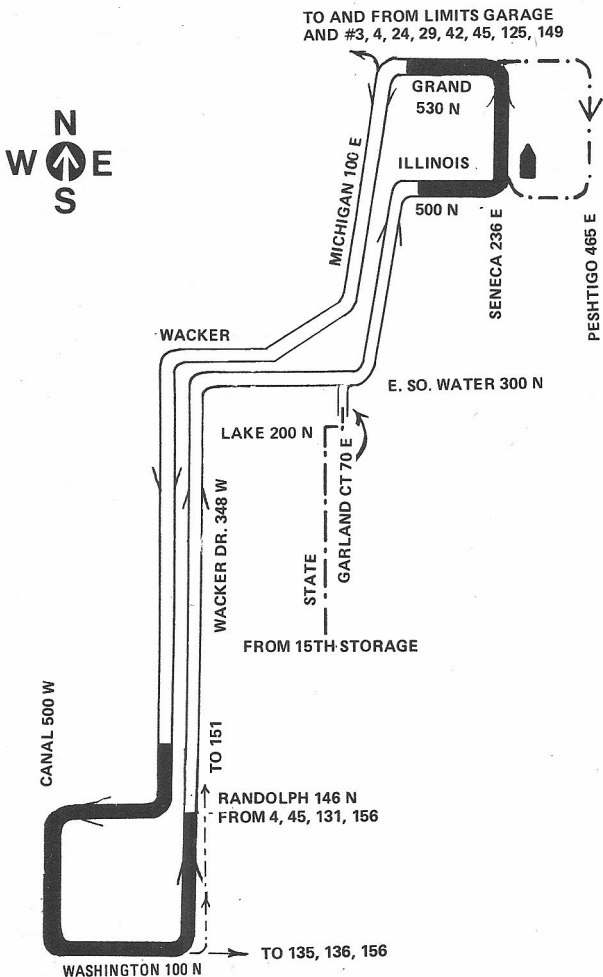 TO AND FROM LIMITS GARAGE
AND #3, 4, 24, 29, 42, 45, 125, 149
N
W E
S
GRAND
530 N
MICHIGAN 100 E
ILLINOIS
500 N
SENECA 236 E
PESHTIGO 465 E
WACKER
E. SO. WATER 300 N
LAKE 200 N
GARLAND CT 70 E
WACKER DR. 348 W
STATE
FROM 15TH STORAGE
CANAL 500 W
TO 151
RANDOLPH 146 N
FROM 4, 45, 131, 156
TO 135, 136, 156
WASHINGTON 100 N